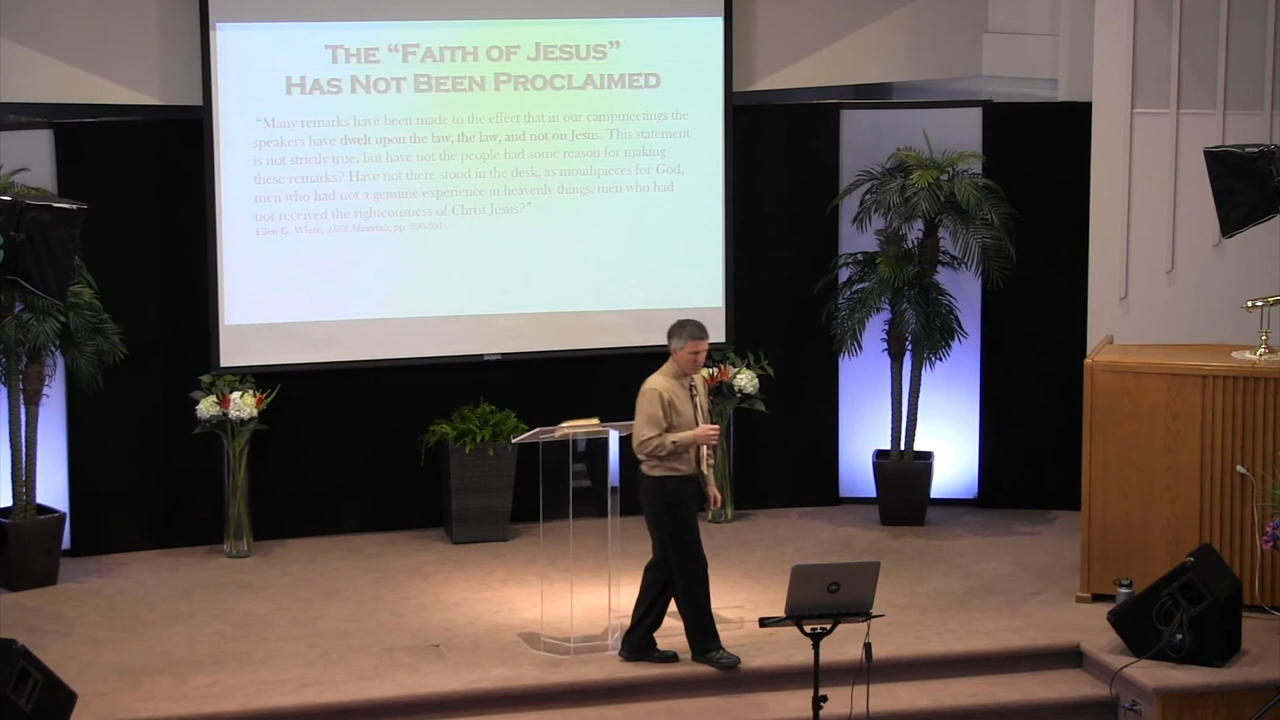 THE “FAITH OF JESUS”
HAS NOT BEEN PROCLAIMED
“Many remarks have been made to the effect that in our campmeetings the
speakers have dwelt upon the law, the law, and not on Jesus. This statement
is not strictly true, but have not the people had some reason for making
these remarks? Have not there stood in the desk, as mouthpieces for God,
men who had not a genuine experience in heavenly things, men who had
not received the righteousness of Christ Jesus?”
Ellen G. White, 1888 Materials, pp. 890-891